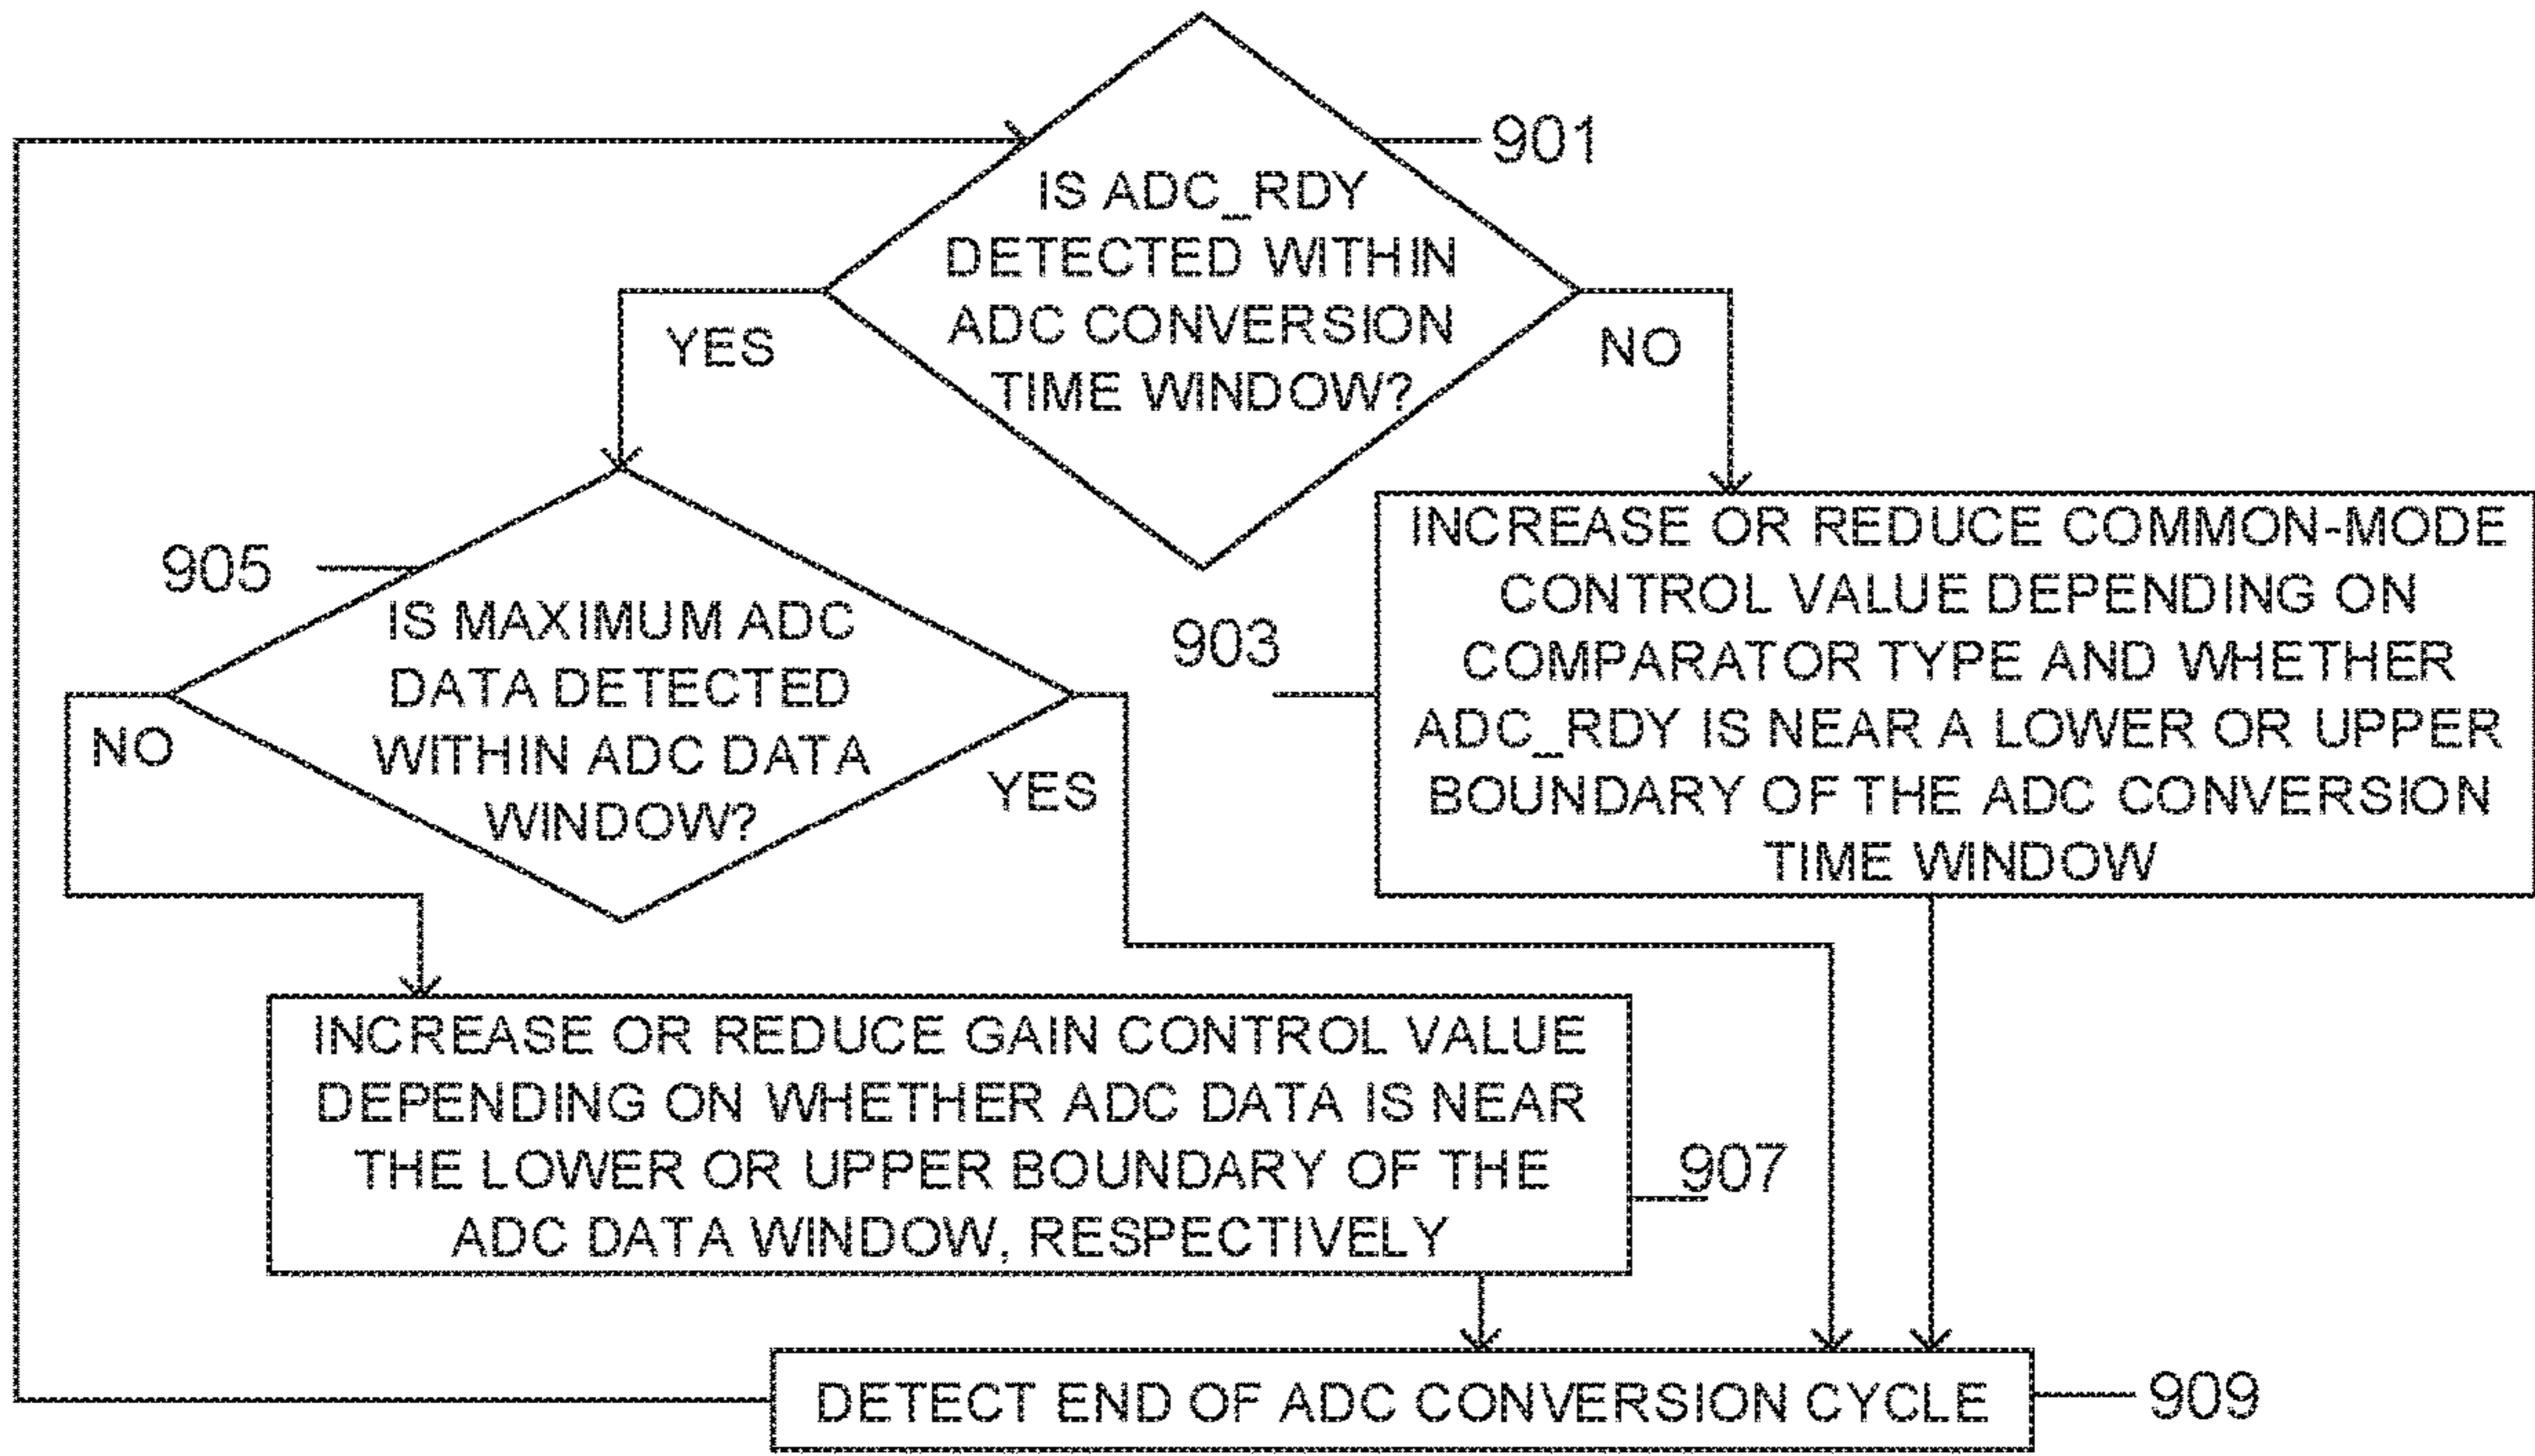 901
IS ADC_RDY
DETECTED WITHIN
ADC CONVERSION
TIME WINDOW?
YES
NO
905
IS MAXIMUM ADC
DATA DETECTED
WITHIN ADC DATA
WINDOW?
NO
YES
903
INCREASE OR REDUCE COMMON-MODE
CONTROL VALUE DEPENDING ON
COMPARATOR TYPE AND WHETHER
ADC_RDY IS NEAR A LOWER OR UPPER
BOUNDARY OF THE ADC CONVERSION
TIME WINDOW
INCREASE OR REDUCE GAIN CONTROL VALUE
DEPENDING ON WHETHER ADC DATA IS NEAR
THE LOWER OR UPPER BOUNDARY OF THE
ADC DATA WINDOW, RESPECTIVELY
907
DETECT END OF ADC CONVERSION CYCLE
909